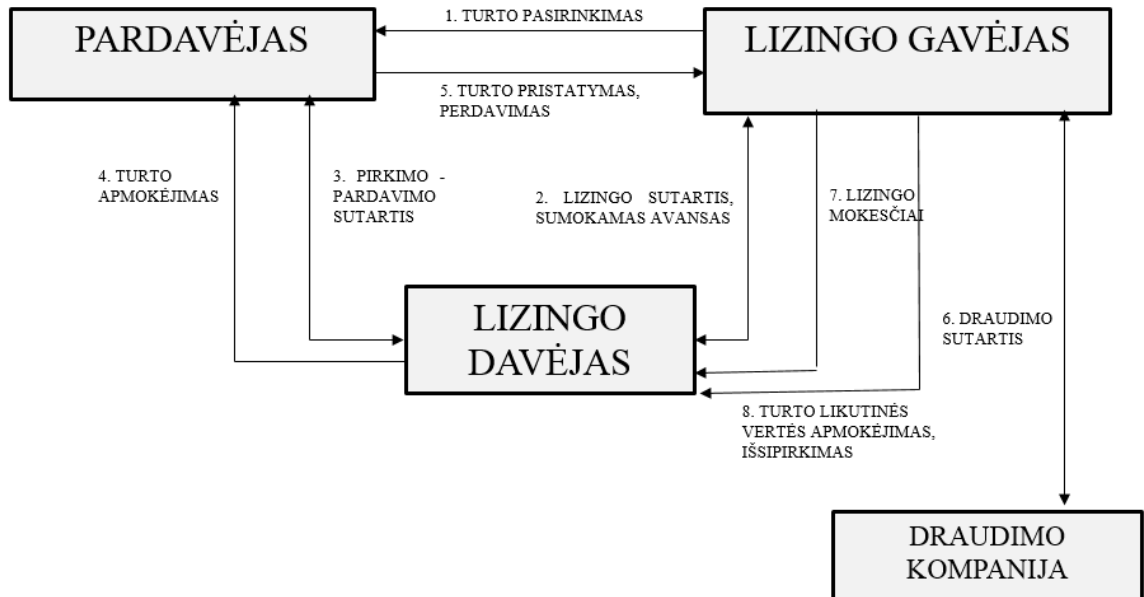 1. TURTO PASIRINKIMAS
PARDAVĖJAS
LIZINGO GAVĖJAS
5. TURTO PRISTATYMAS,
PERDAVIMAS
4. TURTO
APMOKĖJIMAS
3. PIRKIMO -
PARDAVIMO
SUTARTIS
2. LIZINGO SUTARTIS,
SUMOKAMAS AVANSAS
7. LIZINGO
MOKESČIAI
LIZINGO
DAVĖJAS
6. DRAUDIMO
SUTARTIS
8. TURTO LIKUTINĖS
VERTĖS APMOKĖJIMAS,
IŠSIPIRKIMAS
DRAUDIMO
KOMPANIJA